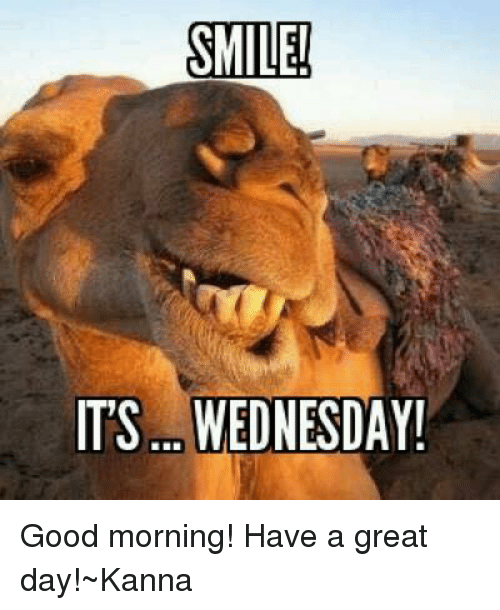 SMILE!
IT'S... WEDNESDAY!
Good morning! Have a great
day!~Kanna